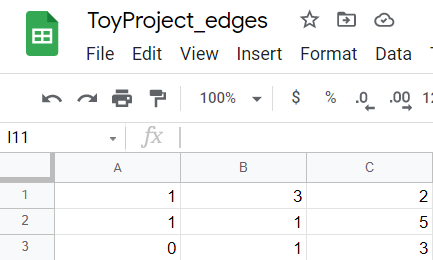 ToyProject_edges
File Edit View Insert Format Data
100% $ % .0 .00 12
I11 fx
A B C
1 1 3 2
2 1 1 5
3 0 1 3